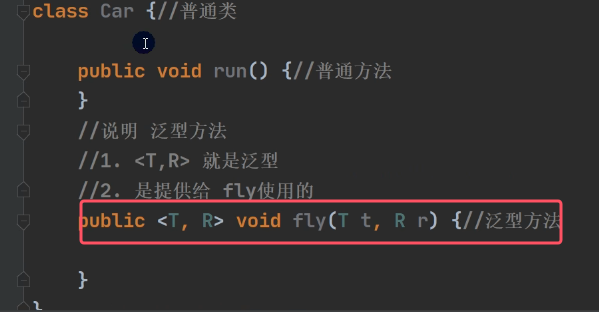 class Car {//普通类
public void run() {//普通方法
}
//说明 泛型方法
//1. <T,R> 就是泛型
//2. 是提供给 fly使用的
public <T, R> void fly(T t, R r) {//泛型方法
}
}